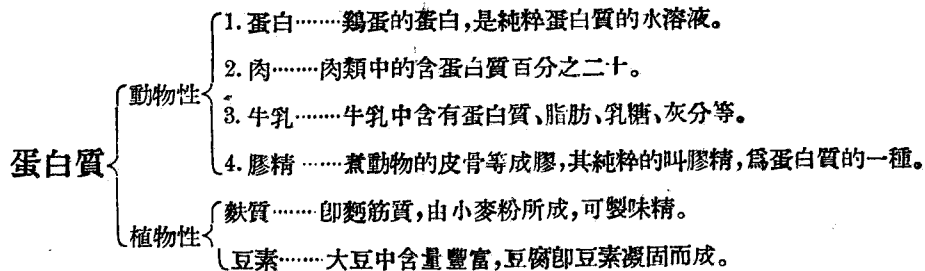 1. 蛋白………鷄蛋的蛋白,是純粹蛋白質的水溶液。
2. 肉………肉類中的含蛋白質百分之二十。
動物性
3. 牛乳………牛乳中含有蛋白質、脂肪、乳糖、灰分等。
蛋白質
4. 膠精………煮動物的皮骨等成膠,其純粹的叫膠精,爲蛋白質的一種。
麩質………卽麪筋質,由小麥粉所成,可製味精。
植物性
豆素………大豆中含量豐富,豆腐卽豆素凝固而成。